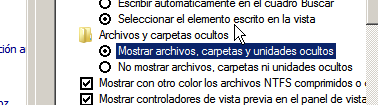 Escribir automáticamente en el cuadro Buscar
Seleccionar el elemento escrito en la vista
Archivos y carpetas ocultos
Mostrar archivos, carpetas y unidades ocultos
No mostrar archivos, carpetas ni unidades ocultos
Mostrar con otro color los archivos NTFS comprimidos o
Mostrar controladores de vista previa en el panel de vista
ación a